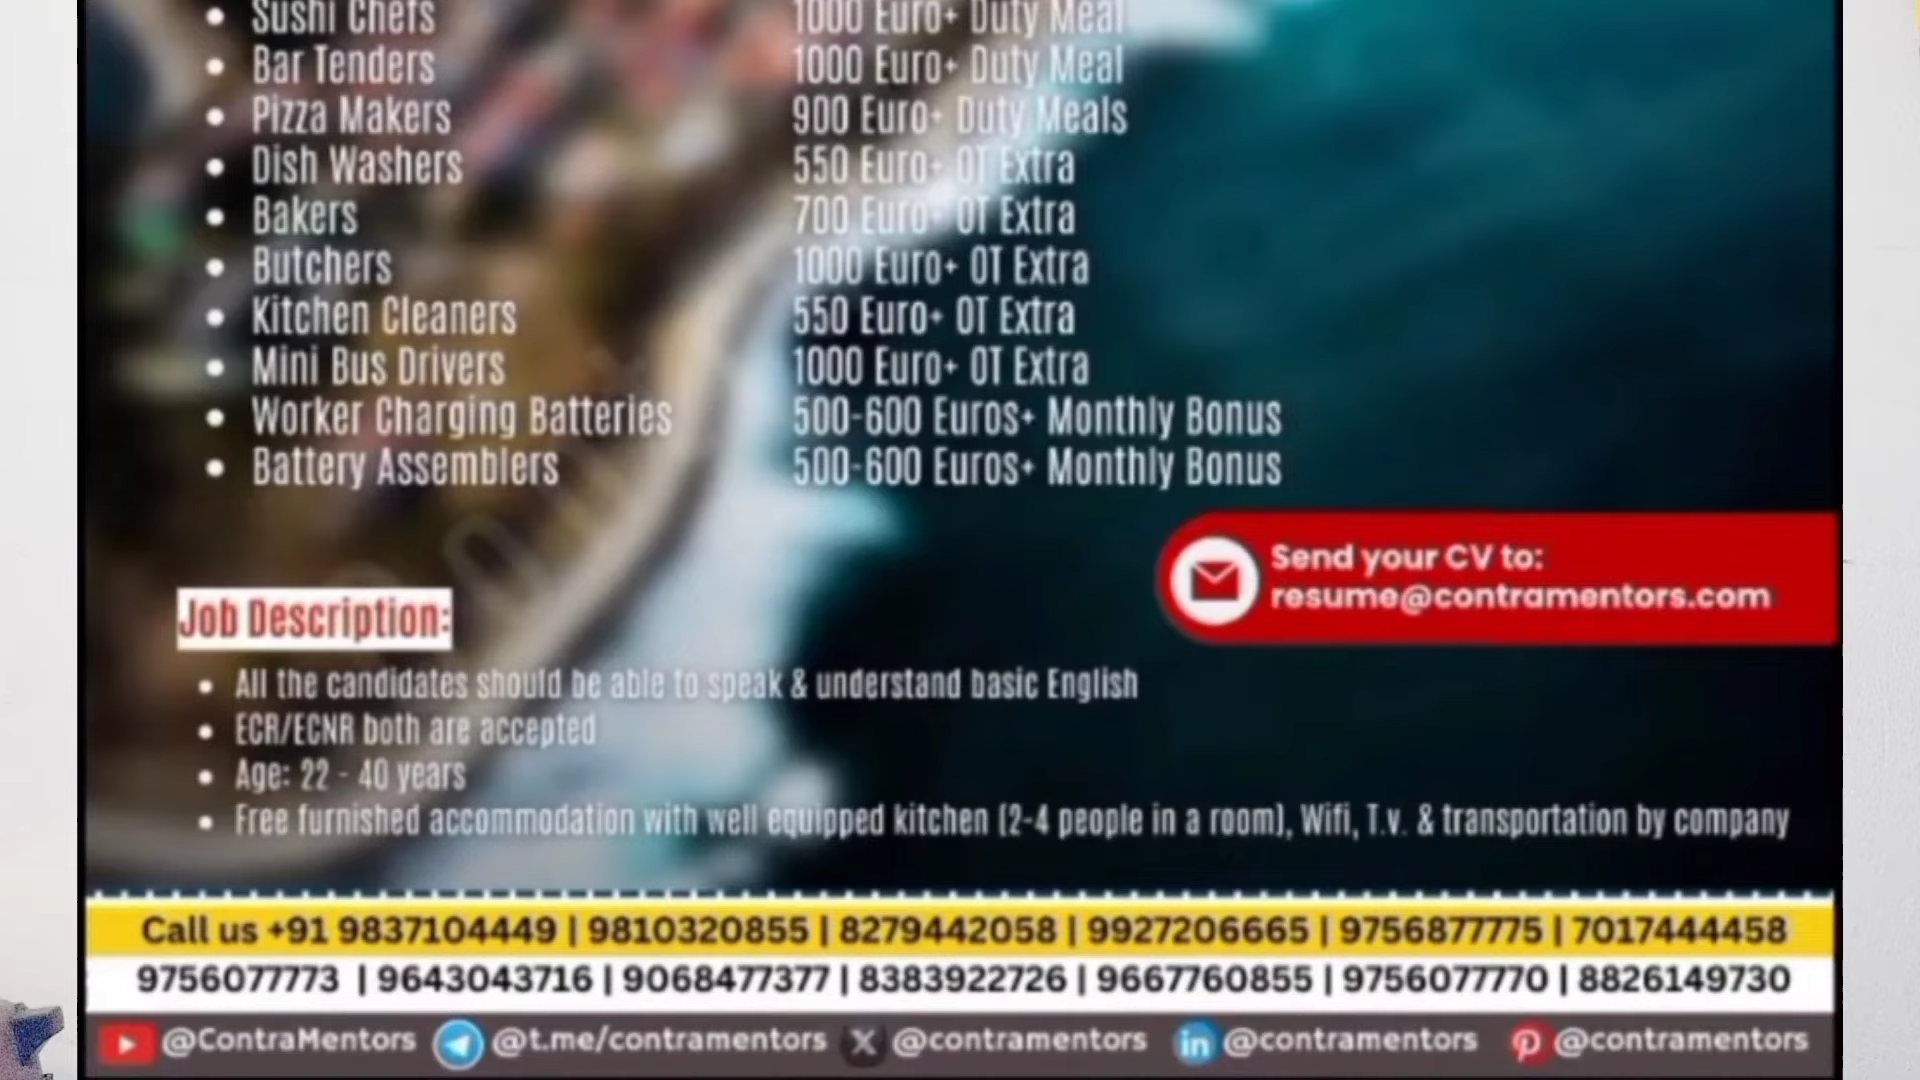 • Sushi Chefs 1000 Euro+ Duty Meal
• Bar Tenders 1000 Euro+ Duty Meal
• Pizza Makers 900 Euro+ Duty Meals
• Dish Washers 550 Euro+ OT Extra
• Bakers 700 Euro+ OT Extra
• Butchers 1000 Euro+ OT Extra
• Kitchen Cleaners 550 Euro+ OT Extra
• Mini Bus Drivers 1000 Euro+ OT Extra
• Worker Charging Batteries 500-600 Euros+ Monthly Bonus
• Battery Assemblers 500-600 Euros+ Monthly Bonus
Send your CV to:
resume@contramentors.com
Job Description:
• All the candidates should be able to speak & understand basic English
• ECR/ECNR both are accepted
• Age: 22 - 40 years
• Free furnished accommodation with well equipped kitchen (2-4 people in a room), Wifi, T.v. & transportation by company
Call us +91 9837104449 | 9810320855 | 8279442058 | 9927206665 | 9756877775 | 7017444458
9756077773 | 9643043716 | 9068477377 | 8383922726 | 9667760855 | 9756077770 | 8826149730
@ContraMentors @t.me/contramentors @contramentors @contramentors @contramentors